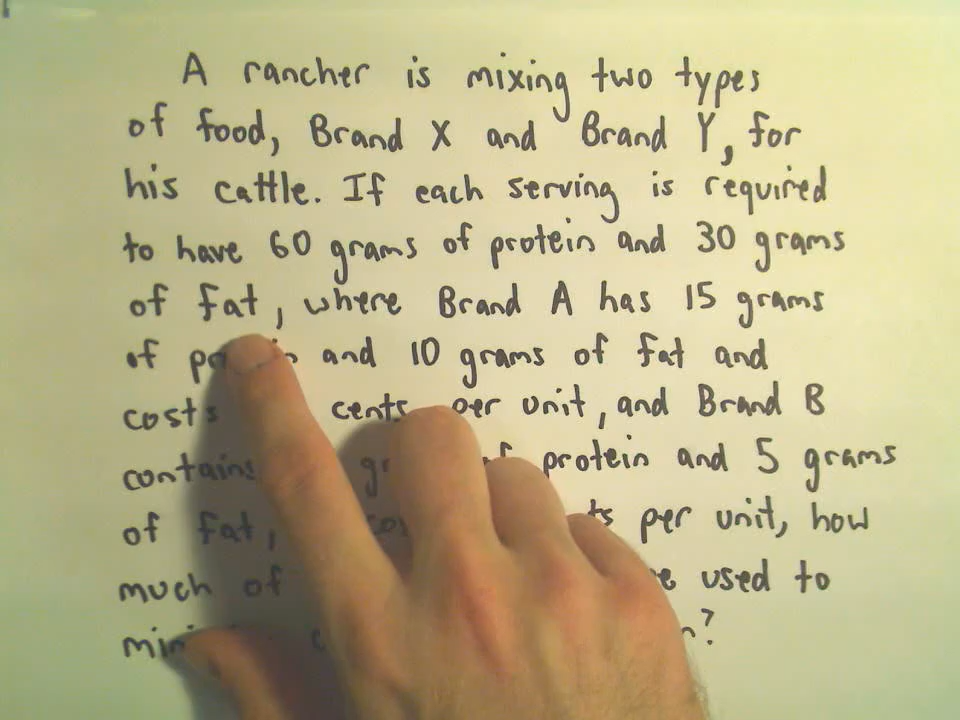 A rancher is mixing two types
of food, Brand X and Brand Y, for
his cattle. If each serving is required
to have 60 grams of protein and 30 grams
of fat, where Brand A has 15 grams
of and 10 grams of fat and
costs cents per unit, and Brand B
contains of protein and 5 grams
of fat, per unit, how
much of used to